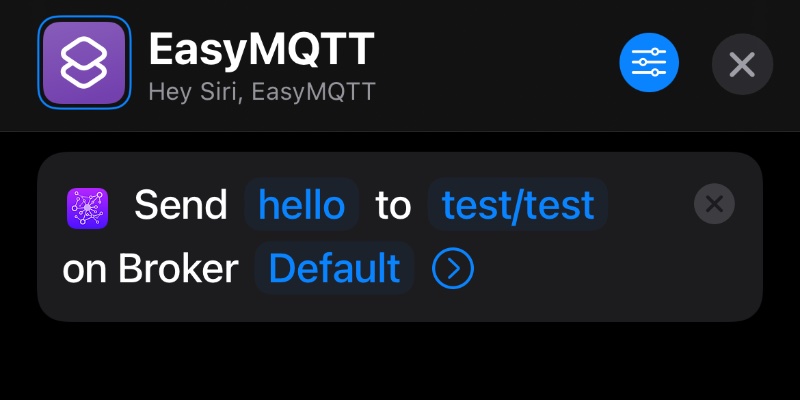 EasyMQTT
Hey Siri, EasyMQTT
Send hello to test/test
on Broker Default